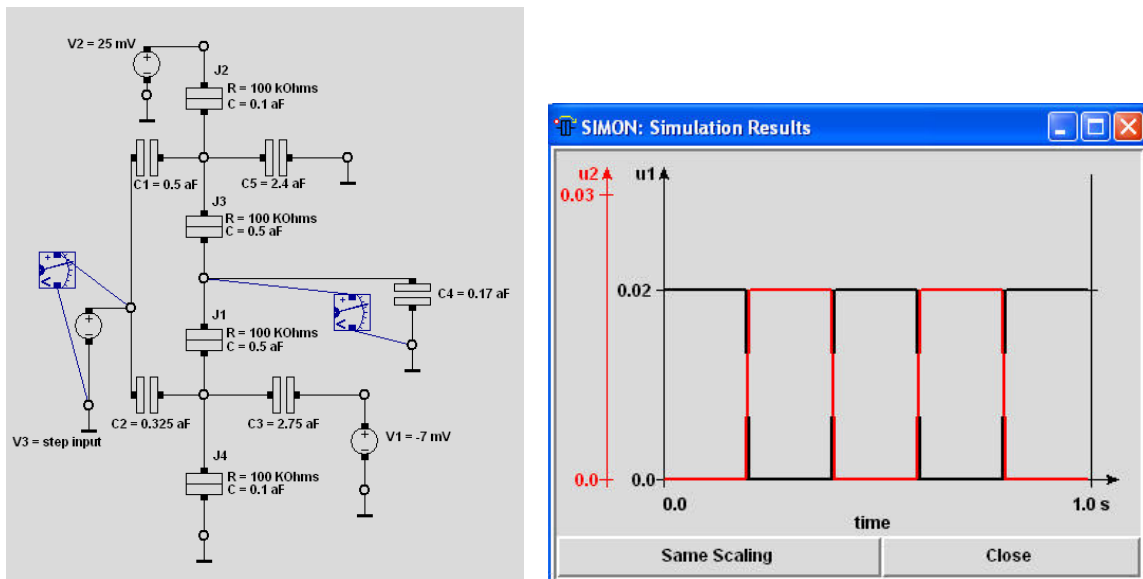 V2 = 25 mV
J2
R = 100 kOhms
C = 0.1 aF
C1 = 0.5 aF
C5 = 2.4 aF
J3
R = 100 KOhms
C = 0.5 aF
C4 = 0.17 aF
J1
R = 100 KOhms
C = 0.5 aF
C2 = 0.325 aF
C3 = 2.75 aF
V3 = step input
V1 = -7 mV
J4
R = 100 KOhms
C = 0.1 aF
SIMON: Simulation Results
u2 u1
0.03
0.02
0.0 0.0
0.0 1.0 s
time
Same Scaling Close